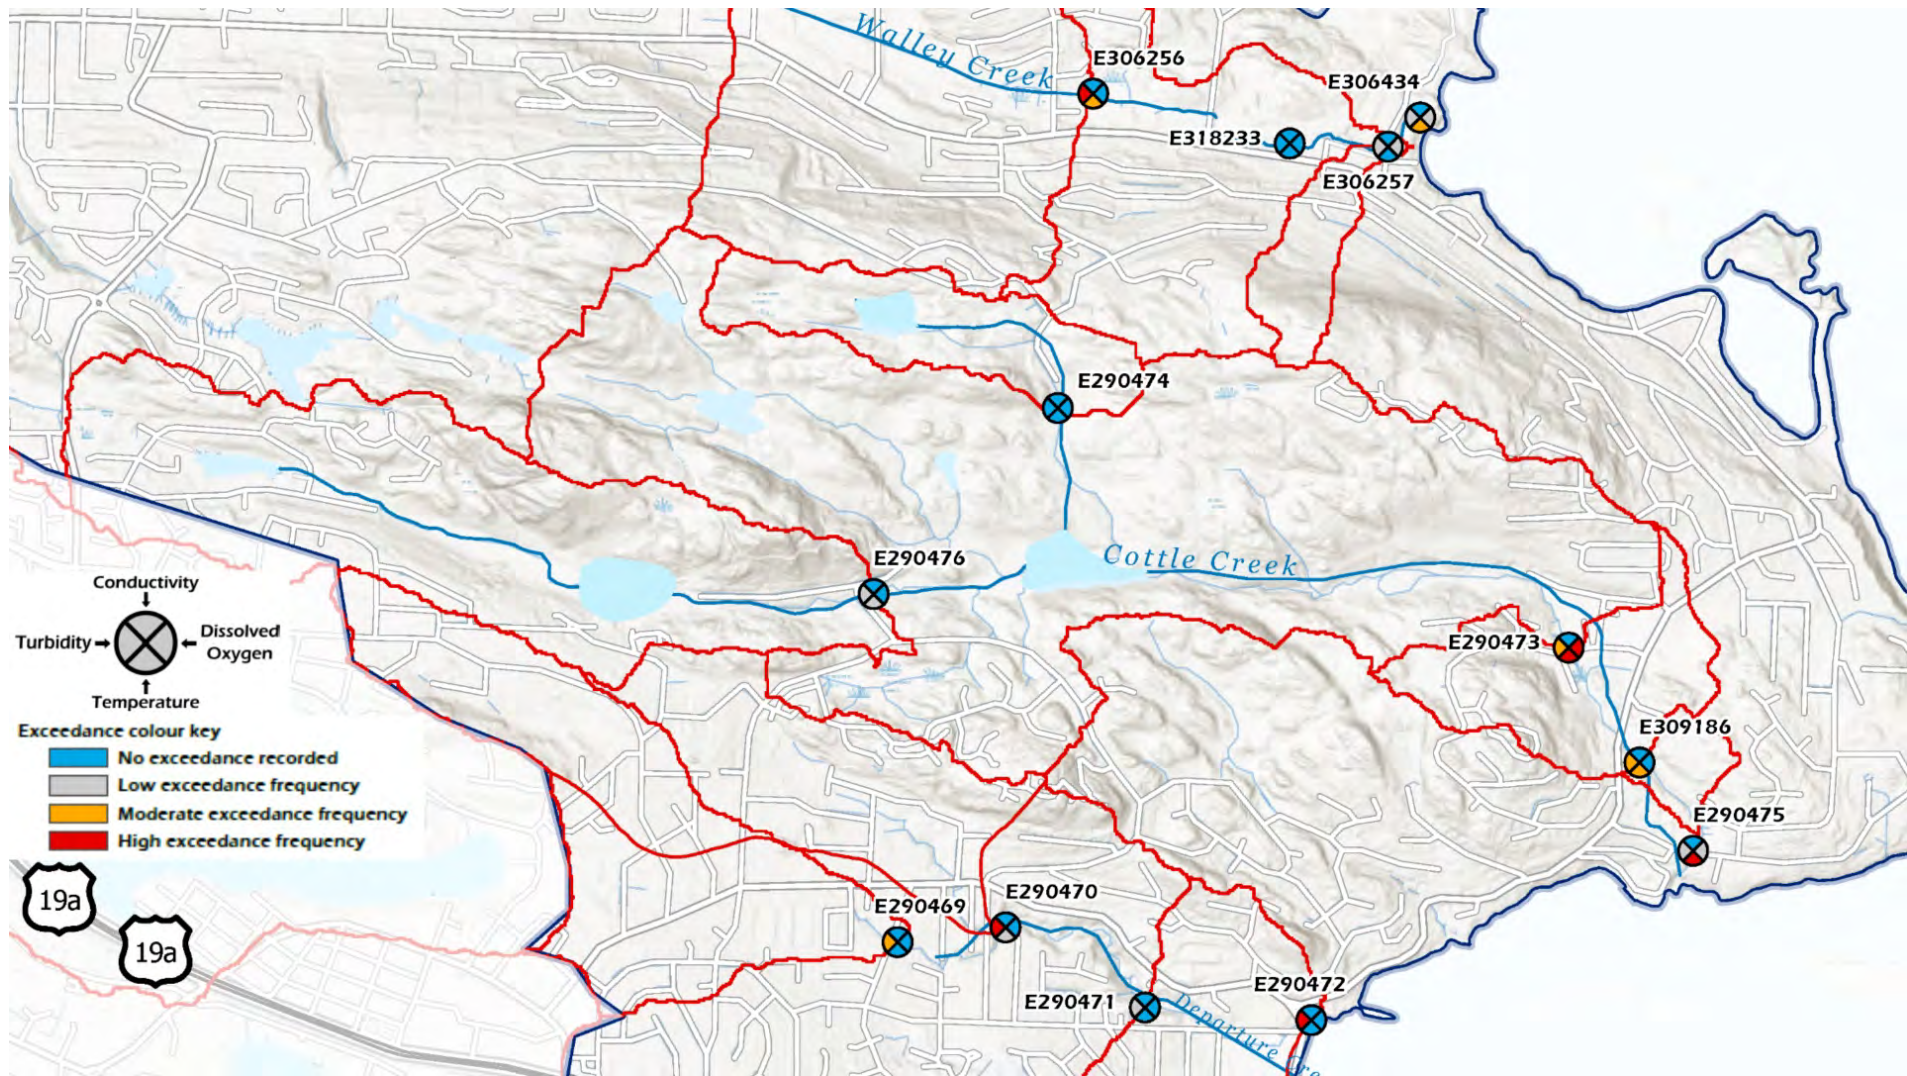 Walley Creek
E306256
E306434
E318233
E306257
E290474
Cottle Creek
E290476
Conductivity
Turbidity
Dissolved
Oxygen
Temperature
E290473
Exceedance colour key
No exceedance recorded
Low exceedance frequency
Moderate exceedance frequency
High exceedance frequency
E309186
E290475
19a
19a
E290470
E290469
E290472
E290471
Departure Cre